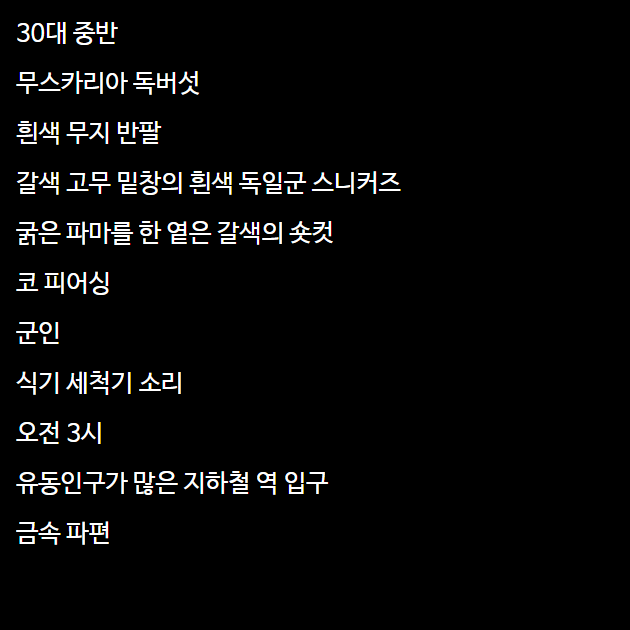 30대 중반
무스카리아 독버섯
흰색 무지 반팔
갈색 고무 밑창의 흰색 독일군 스니커즈
굵은 파마를 한 옅은 갈색의 숏컷
코 피어싱
군인
식기 세척기 소리
오전 3시
유동인구가 많은 지하철 역 입구
금속 파편